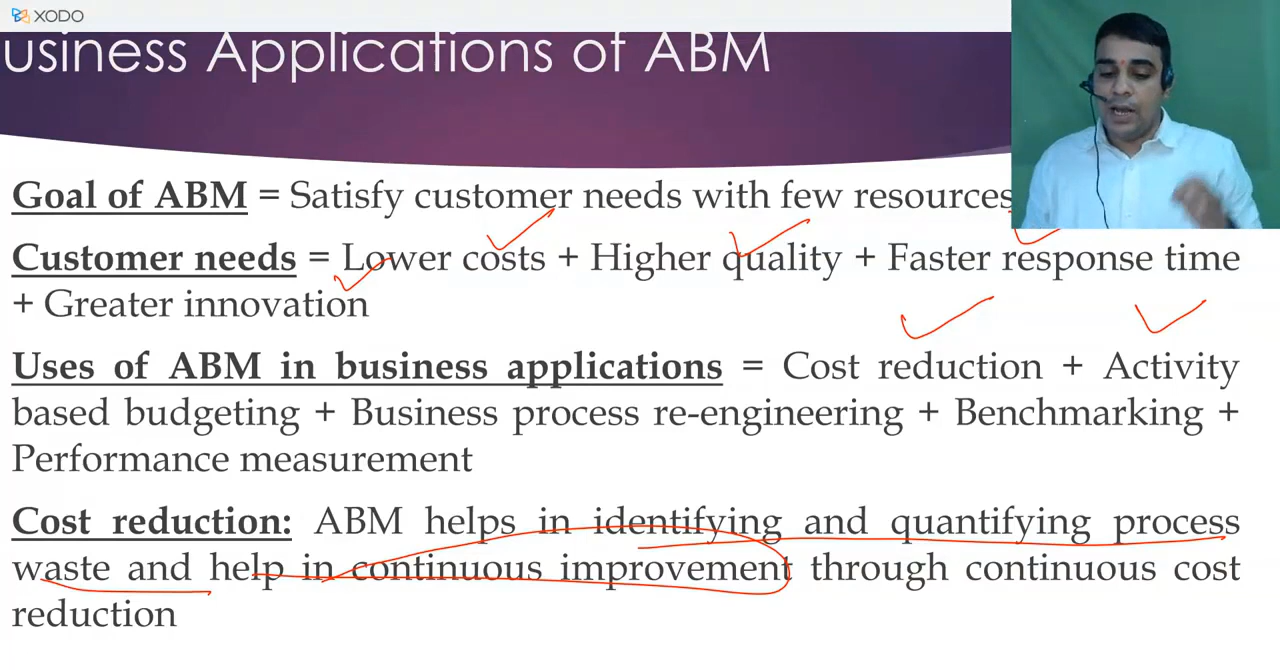 XODO
usiness Applications of ABM
Goal of ABM = Satisfy customer needs with few resources
Customer needs = Lower costs + Higher quality + Faster response time
+ Greater innovation
Uses of ABM in business applications = Cost reduction + Activity
based budgeting + Business process re-engineering + Benchmarking +
Performance measurement
Cost reduction: ABM helps in identifying and quantifying process
waste and help in continuous improvement through continuous cost
reduction